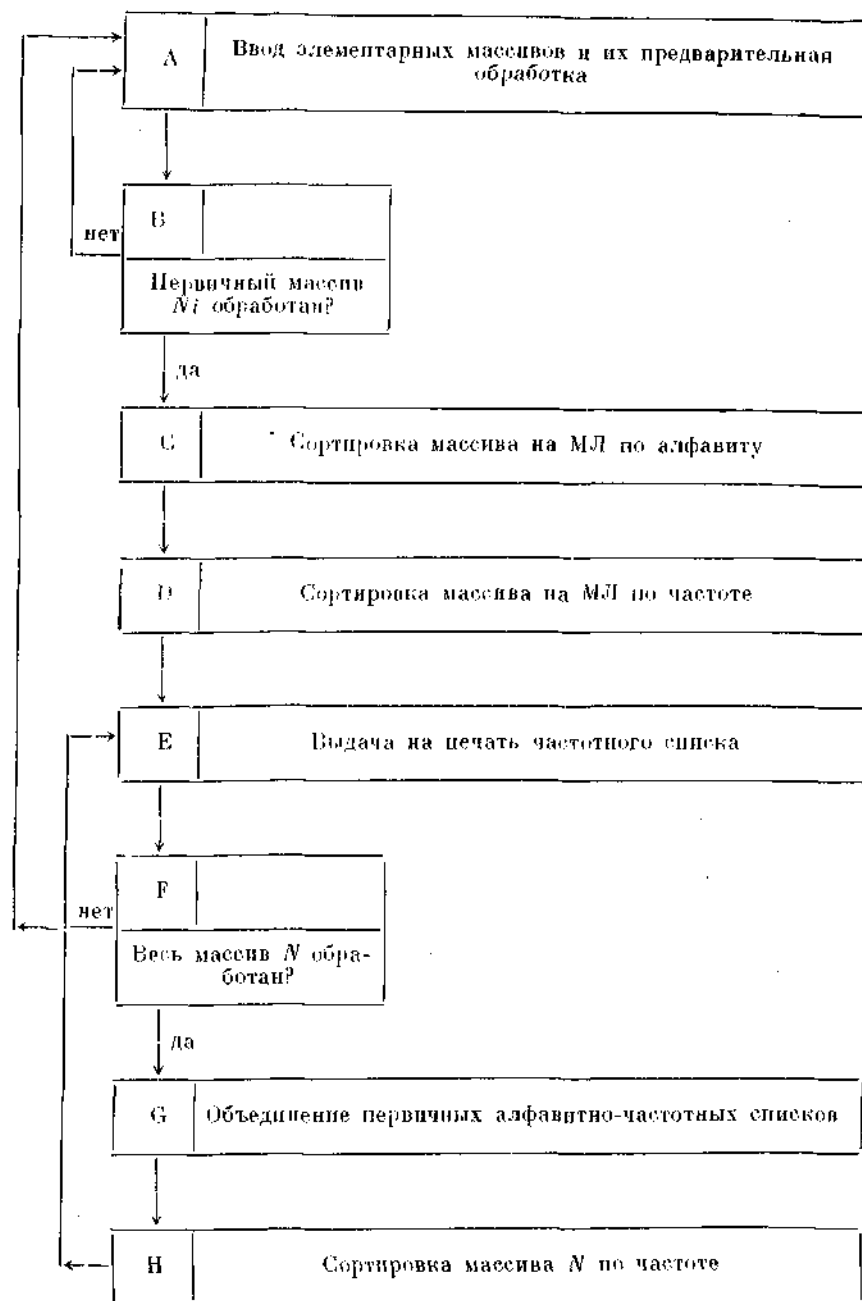 A
Ввод элементарных массивов и их предварительная
обработка
B
нет
Первичный массив
Ni обработан?
да
C
Сортировка массива на МЛ по алфавиту
D
Сортировка массива на МЛ по частоте
E
Выдача на печать частотного списка
F
нет
Весь массив N обра-
ботан?
да
G
Объединение первичных алфавитно-частотных списков
H
Сортировка массива N по частоте